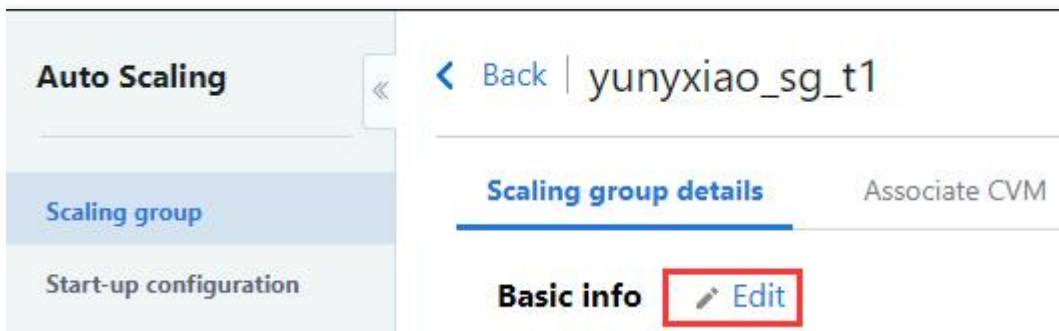 Auto Scaling
Scaling group
Start-up configuration
Back | yunyxiao_sg_t1
Scaling group details
Associate CVM
Basic info
Edit